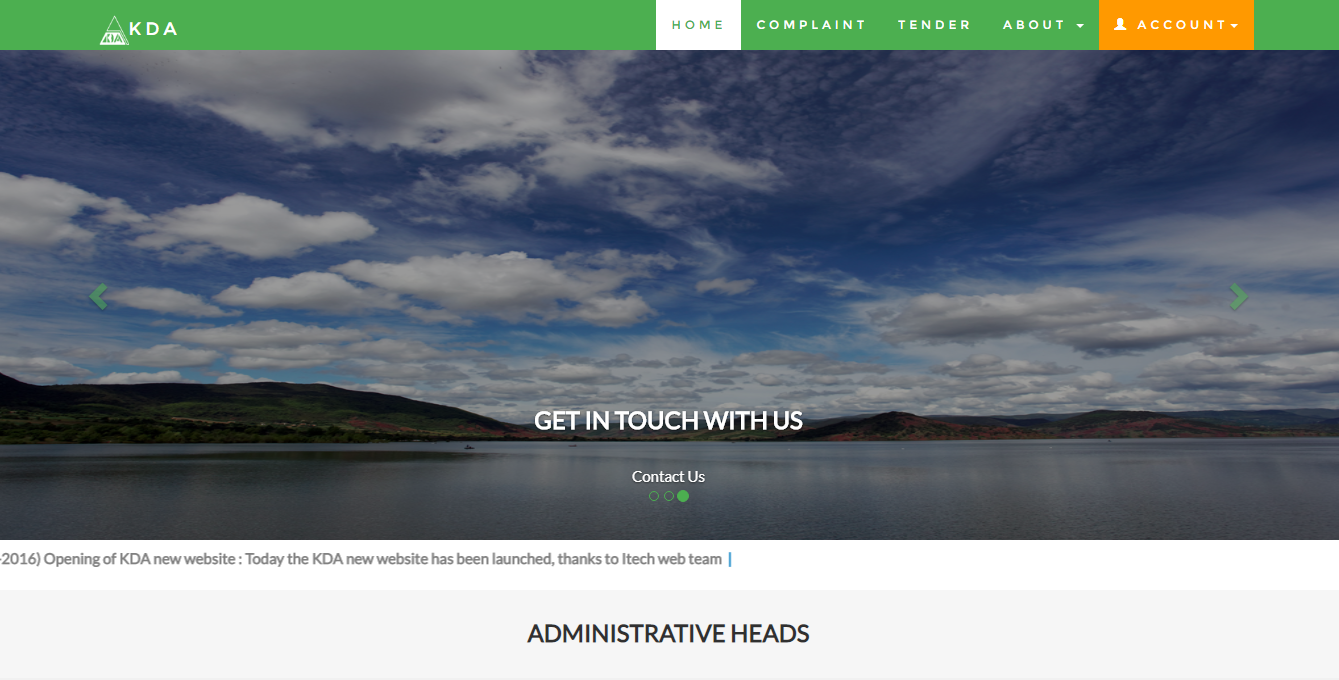 KDA
HOME
COMPLAINT
TENDER
ABOUT
ACCOUNT
GET IN TOUCH WITH US
Contact Us
-2016) Opening of KDA new website : Today the KDA new website has been launched, thanks to Itech web team |
ADMINISTRATIVE HEADS